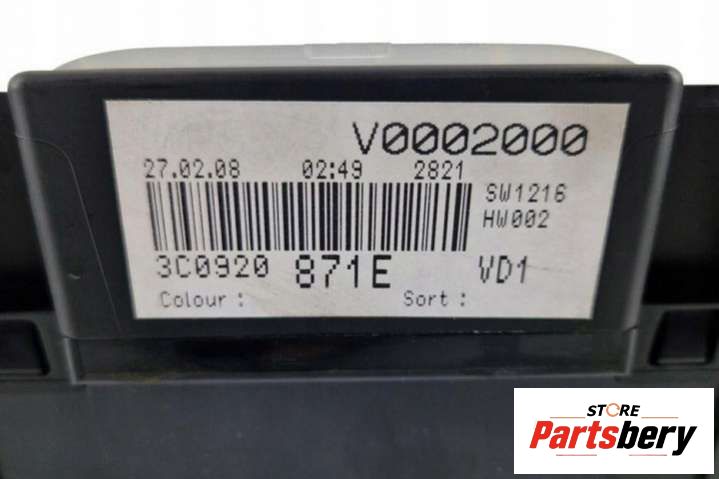 V0002000
27.02.08 02:49 2821
SW1216
HW002
3C0920 871E VD1
Colour : Sort :
STORE
Partsbery